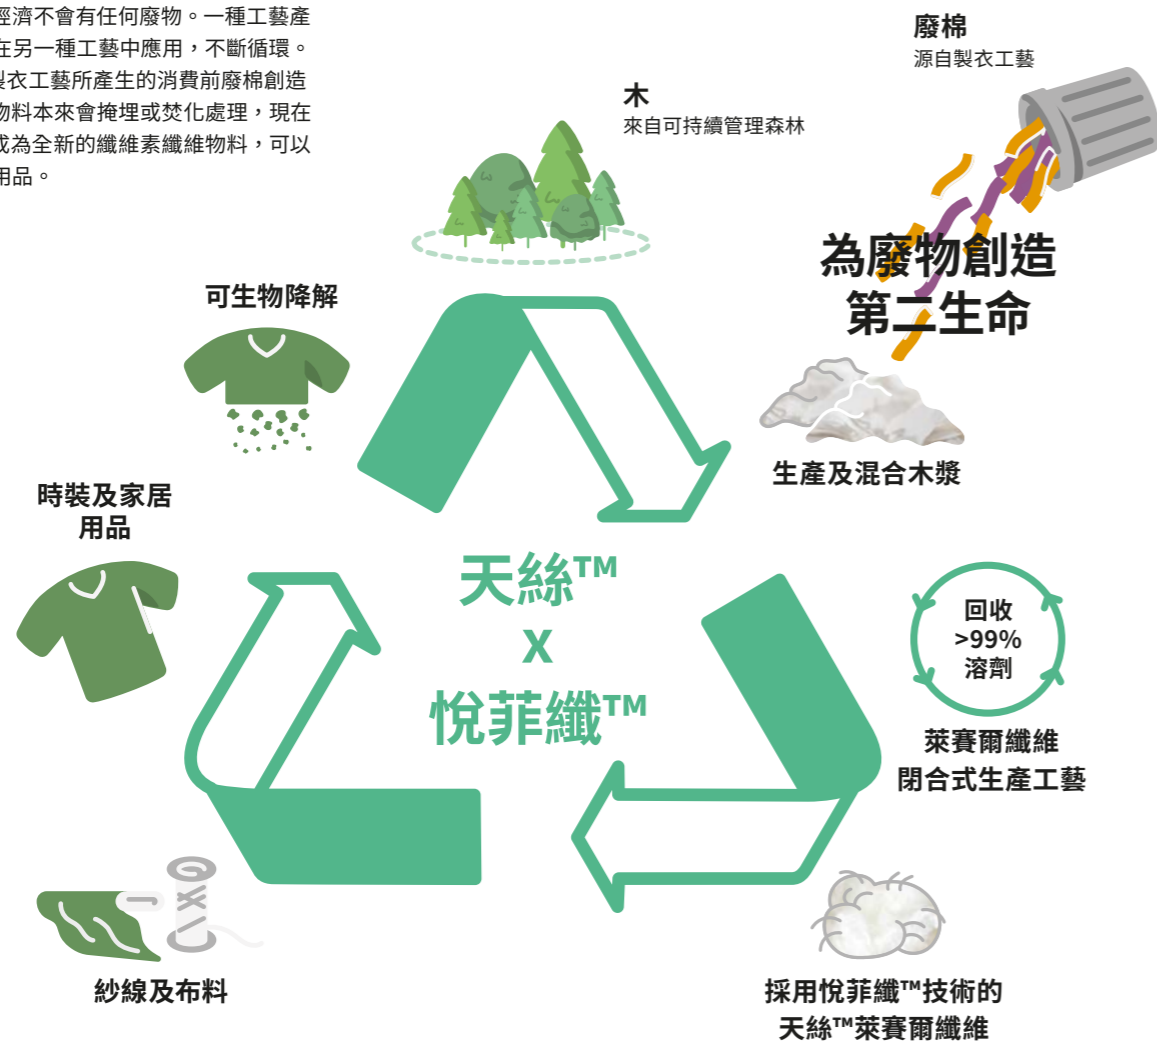 經濟不會有任何廢物。一種工藝產
在另一種工藝中應用，不斷循環。
製衣工藝所產生的消費前廢棉創造
物料本來會掩埋或焚化處理，現在
成為全新的纖維素纖維物料，可以
用品。
廢棉
源自製衣工藝
木
來自可持續管理森林
為廢物創造
第二生命
可生物降解
生產及混合木漿
時裝及家居
用品
天絲™
X
悅菲纖™
回收
>99%
溶劑
萊賽爾纖維
閉合式生產工藝
紗線及布料
採用悅菲纖™技術的
天絲™萊賽爾纖維